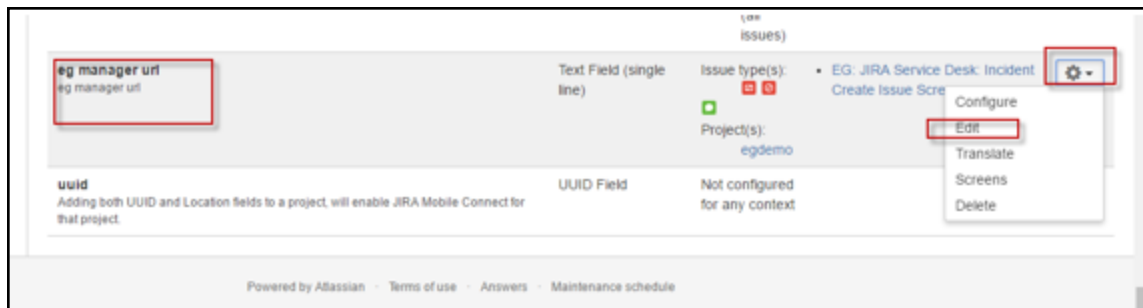 (all
issues)
eg manager url
eg manager url
Text Field (single
line)
Issue type(s):
Project(s):
egdemo
EG: JIRA Service Desk: Incident
Create Issue Scre
Configure
Edit
Translate
Screens
Delete
uuid
Adding both UUID and Location fields to a project, will enable JIRA Mobile Connect for
that project.
UUID Field
Not configured
for any context
Powered by Atlassian · Terms of use · Answers · Maintenance schedule